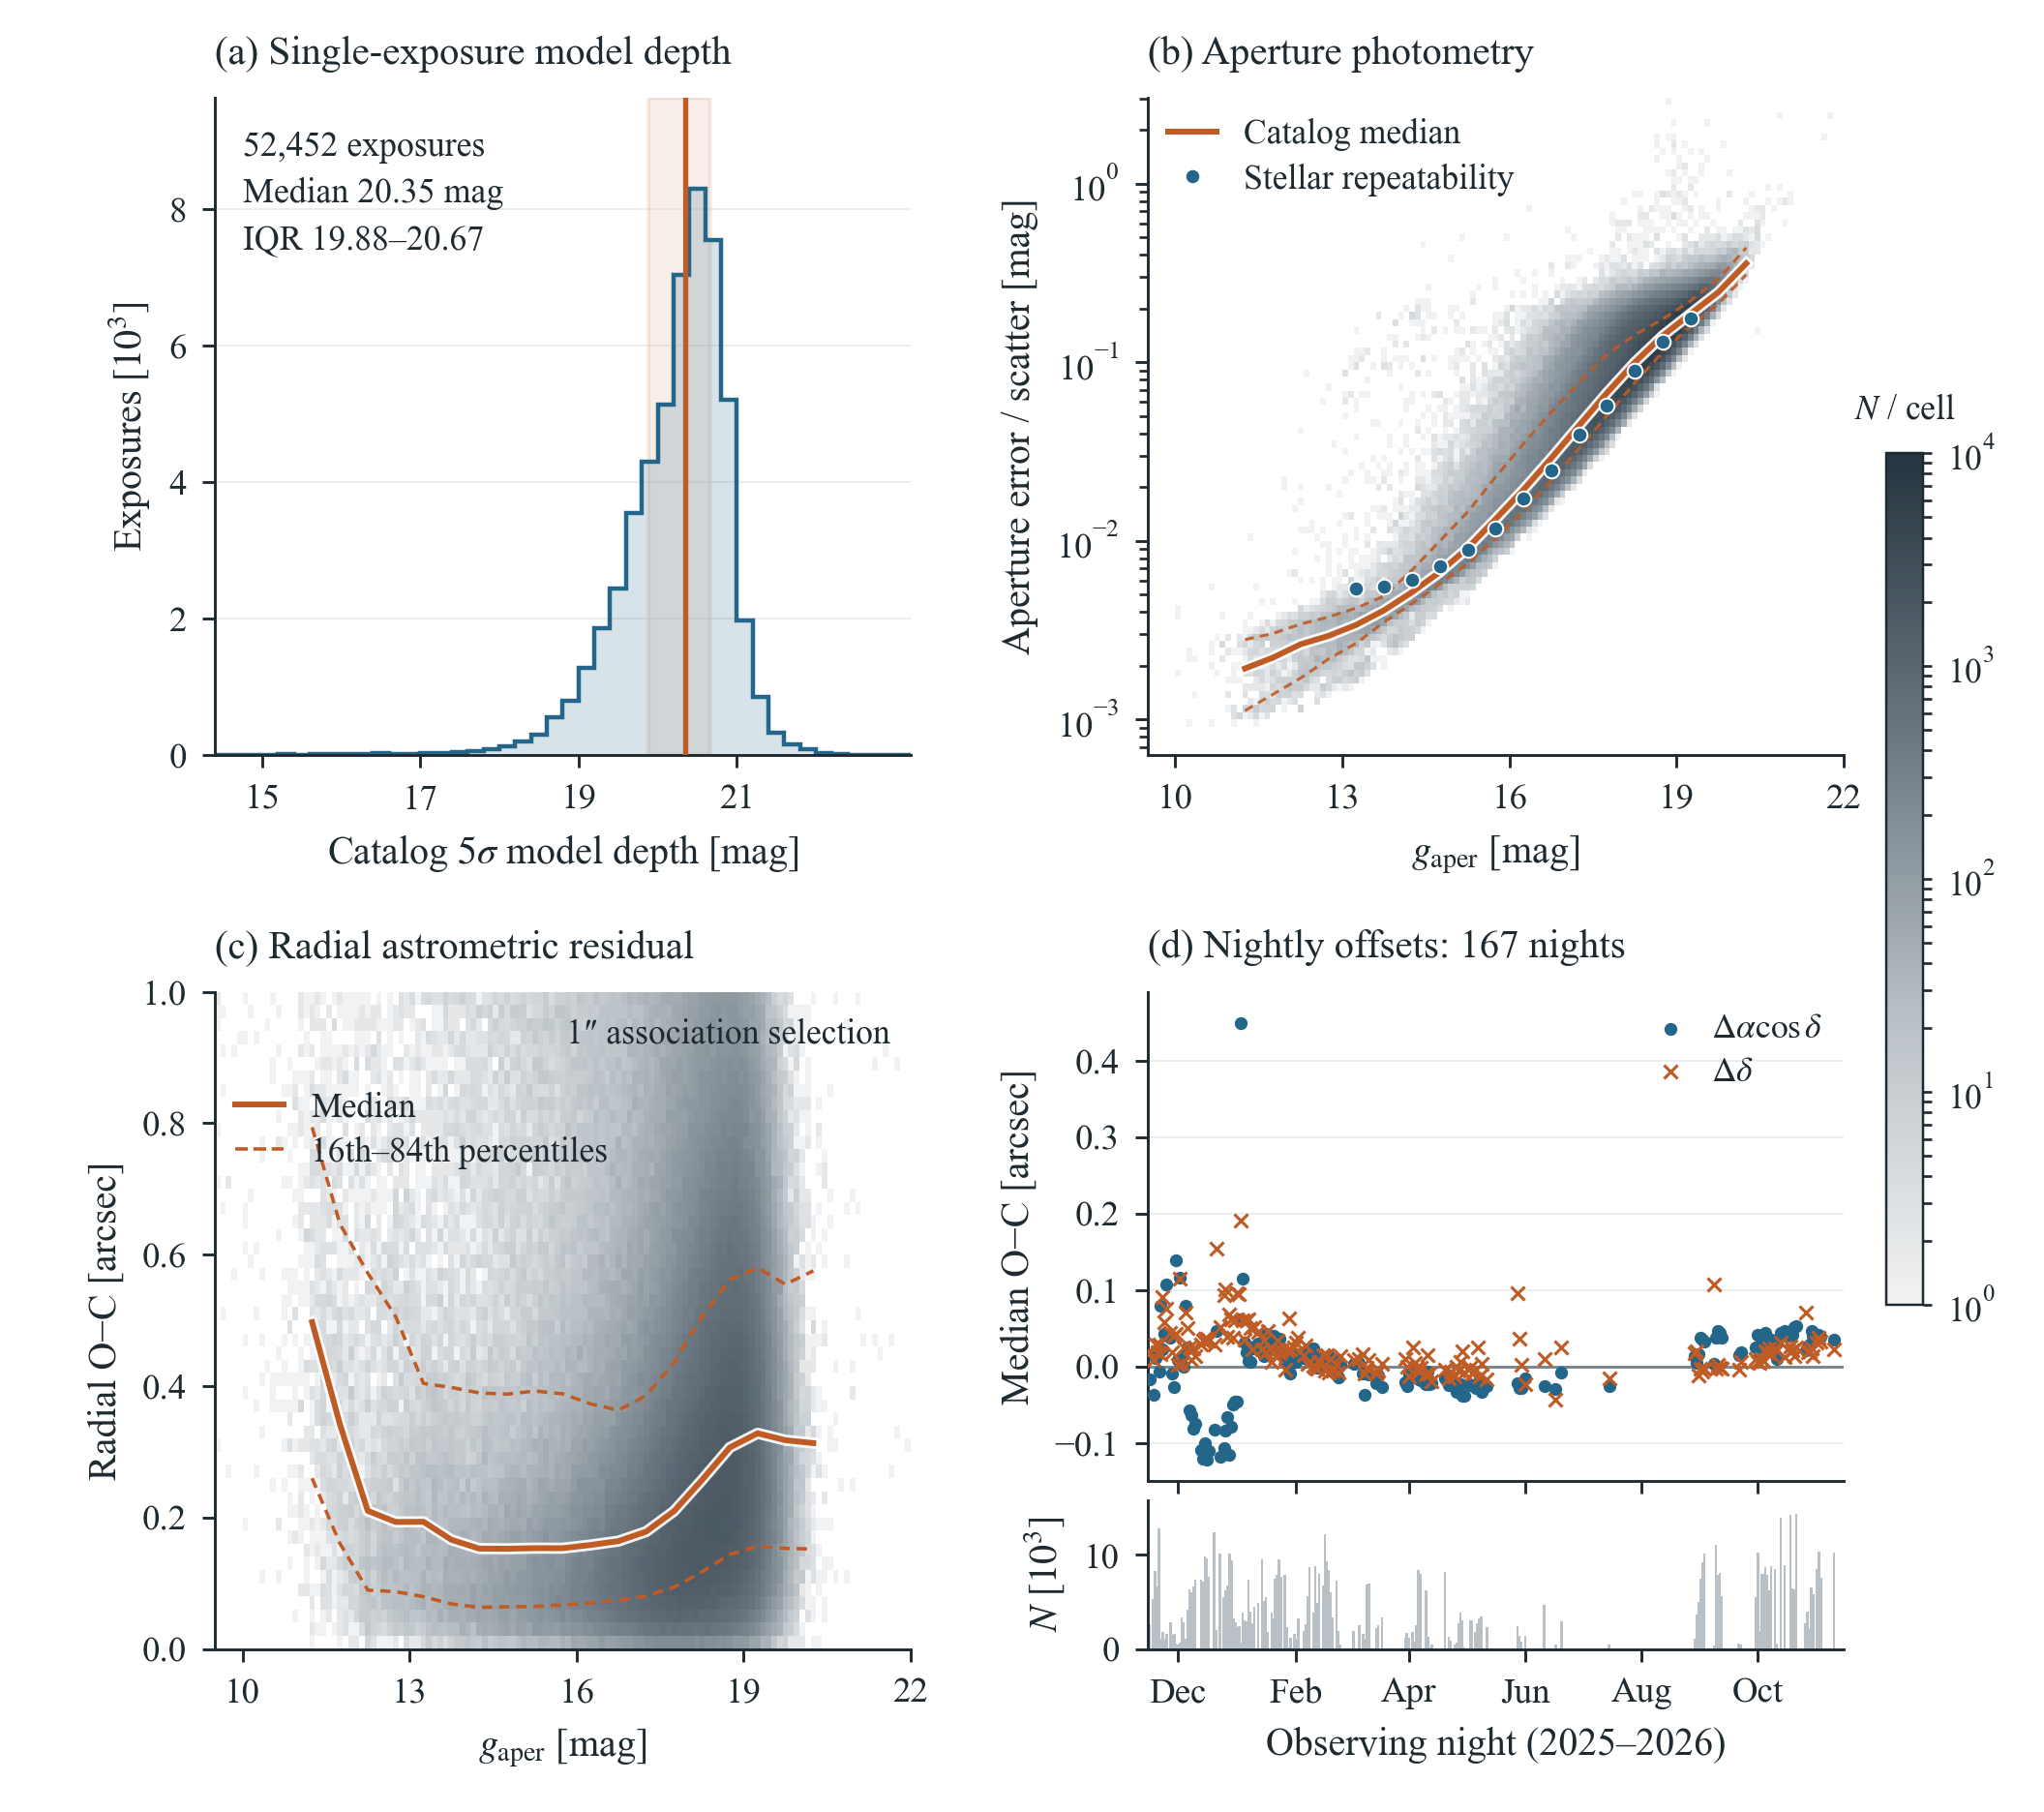 (a) Single-exposure model depth
52,452 exposures
Median 20.35 mag
IQR 19.88–20.67
Exposures [10³]
8
6
4
2
0
15 17 19 21
Catalog 5σ model depth [mag]
(b) Aperture photometry
Catalog median
Stellar repeatability
Aperture error / scatter [mag]
10⁰
10⁻¹
10⁻²
10⁻³
10 13 16 19 22
g_aper [mag]
N / cell
10⁴
10³
10²
10¹
10⁰
(c) Radial astrometric residual
1″ association selection
Median
16th–84th percentiles
Radial O–C [arcsec]
1.0
0.8
0.6
0.4
0.2
0.0
10 13 16 19 22
g_aper [mag]
(d) Nightly offsets: 167 nights
Δα cos δ
Δδ
Median O–C [arcsec]
0.4
0.3
0.2
0.1
0.0
−0.1
N [10³]
10
0
Dec Feb Apr Jun Aug Oct
Observing night (2025–2026)